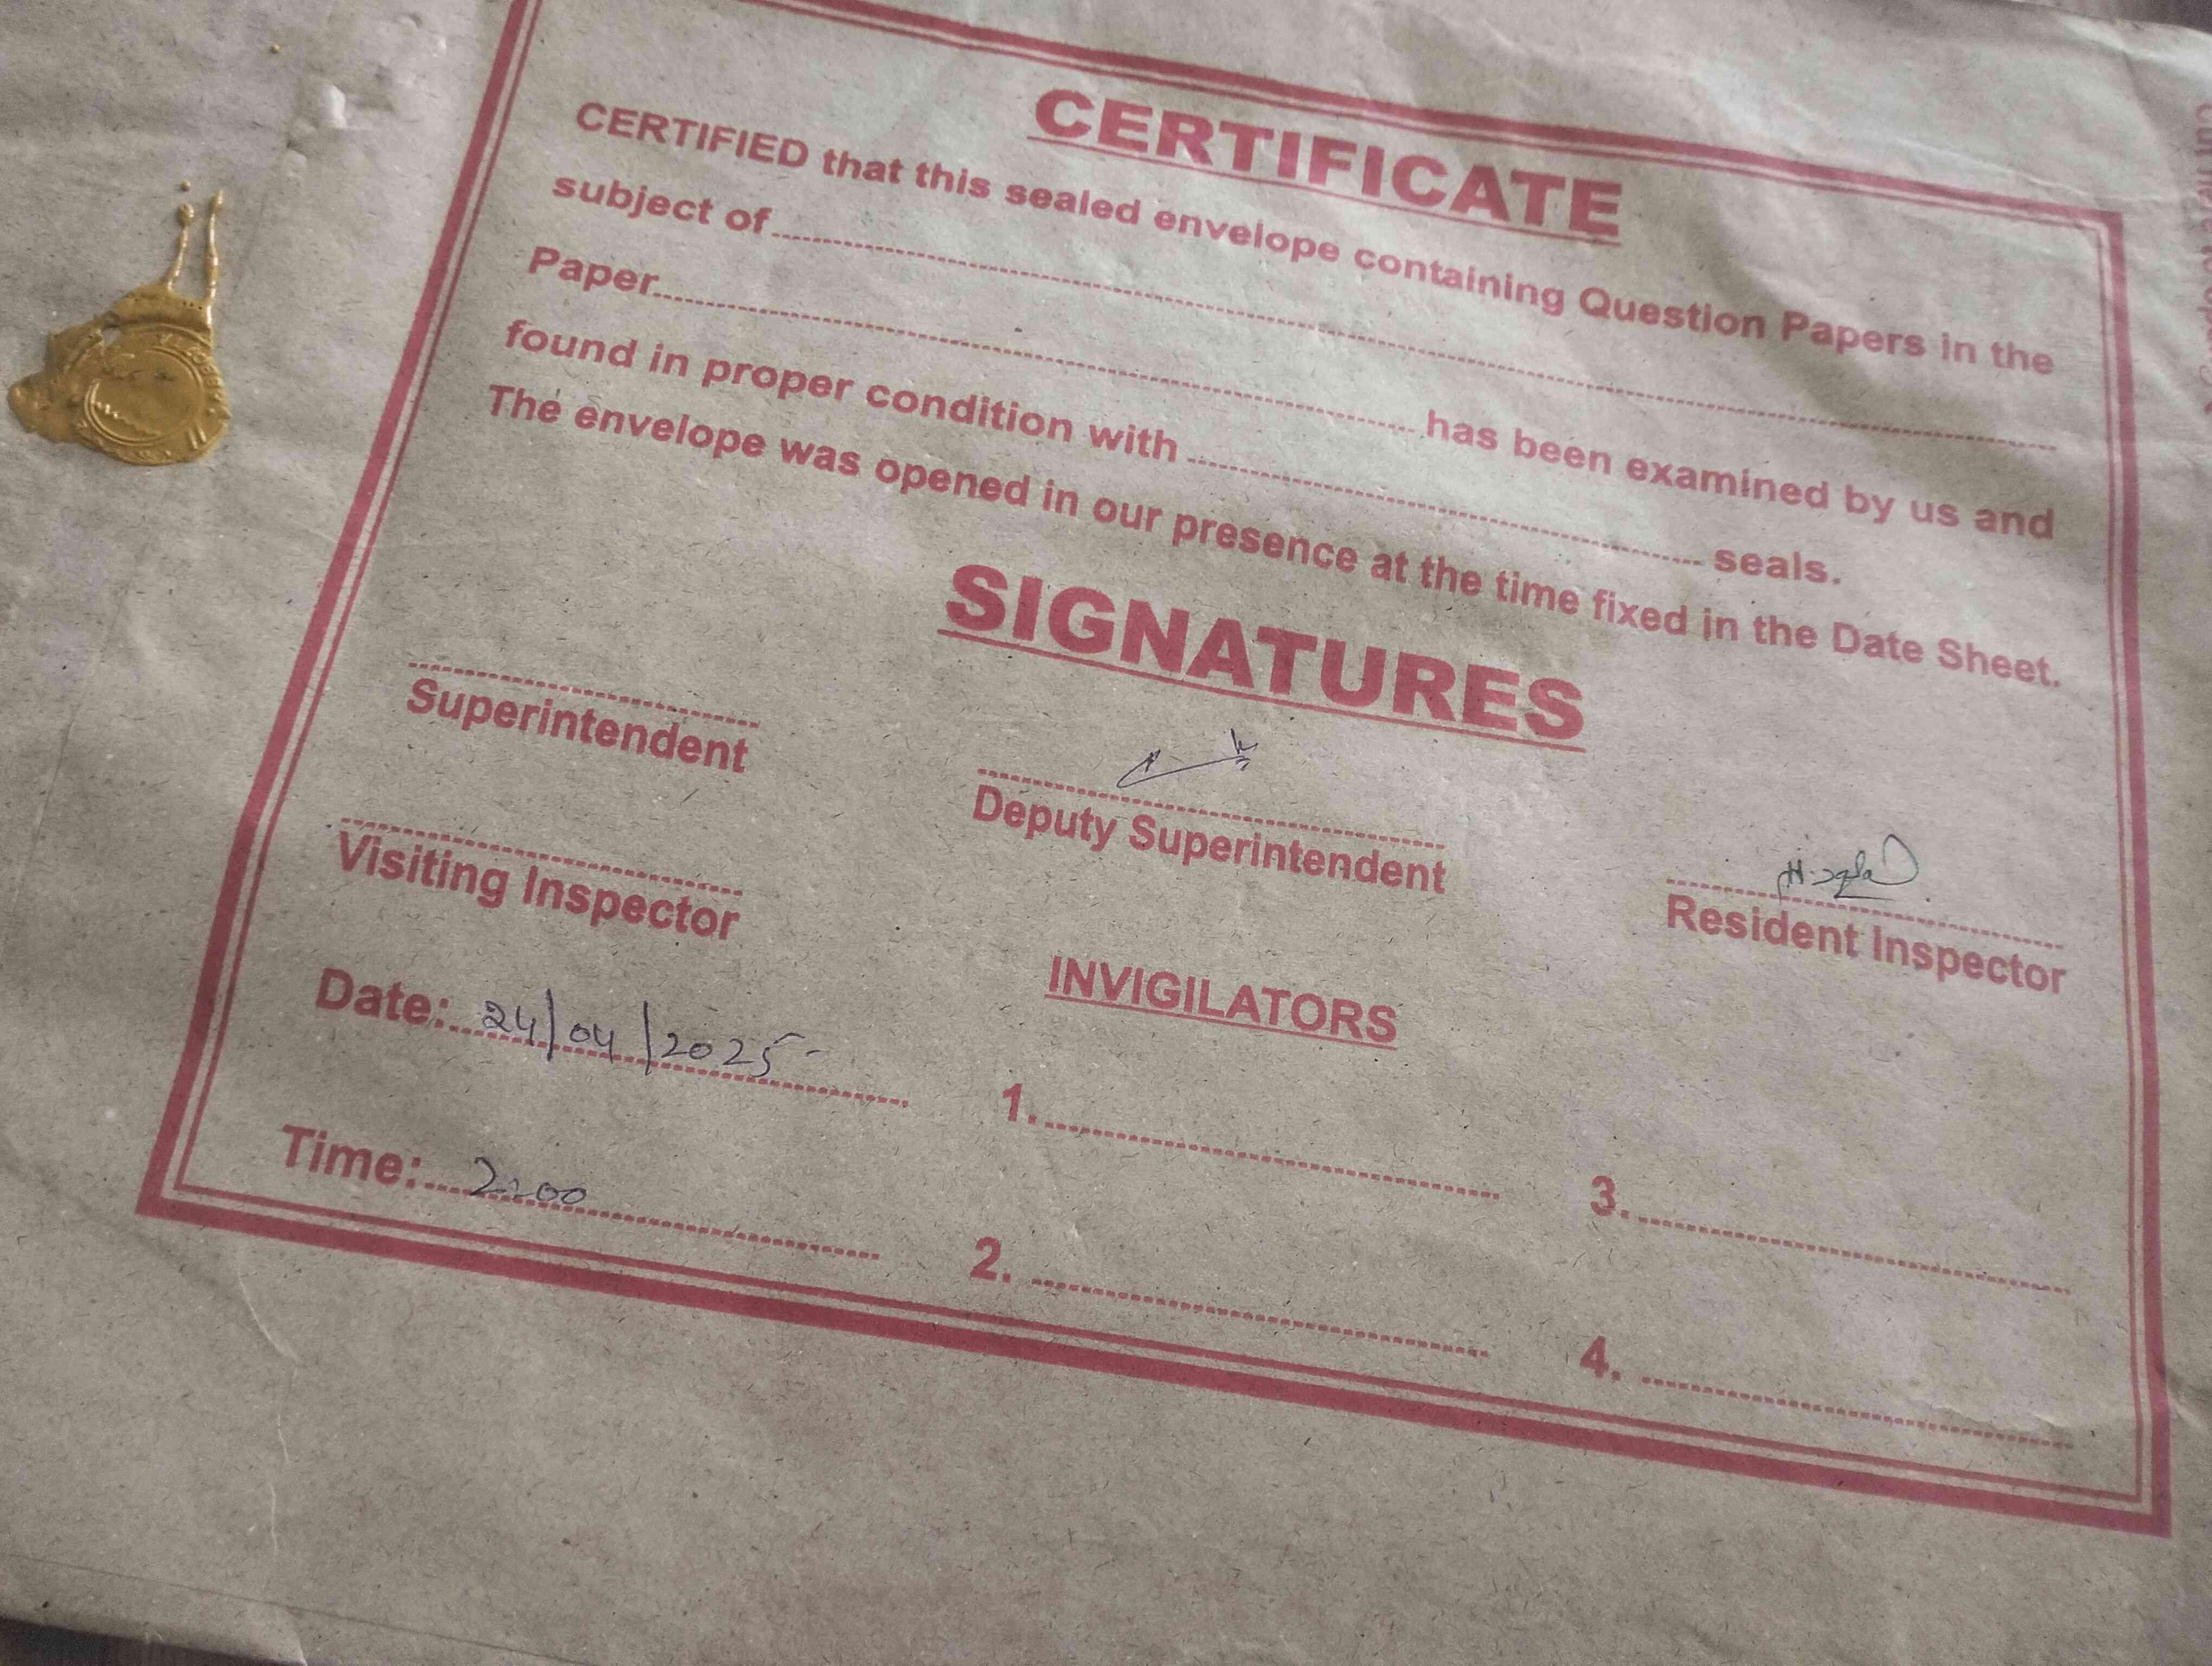 CERTIFICATE
CERTIFIED that this sealed envelope containing Question Papers in the
subject of
Paper has been examined by us and
found in proper condition with seals.
The envelope was opened in our presence at the time fixed in the Date Sheet.
SIGNATURES
Superintendent
Deputy Superintendent
Resident Inspector
Visiting Inspector
INVIGILATORS
Date: 24/04/2025
1.
3.
Time: 2:00
2.
4.